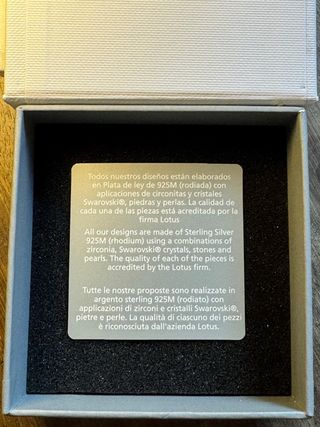 Todos nuestros diseños están elaborados
en Plata de ley de 925M (rodiada) con
aplicaciones de circonitas y cristales
Swarovski®, piedras y perlas. La calidad de
cada una de las piezas está acreditada por la
firma Lotus
All our designs are made of Sterling Silver
925M (rhodium) using a combinations of
zirconia, Swarovski® crystals, stones and
pearls. The quality of each of the pieces is
accredited by the Lotus firm.
Tutte le nostre proposte sono realizzate in
argento sterling 925M (rodiato) con
applicazioni di zirconi e cristalli Swarovski®,
pietre e perle. La qualità di ciascuno dei pezzi
è riconosciuta dall'azienda Lotus.